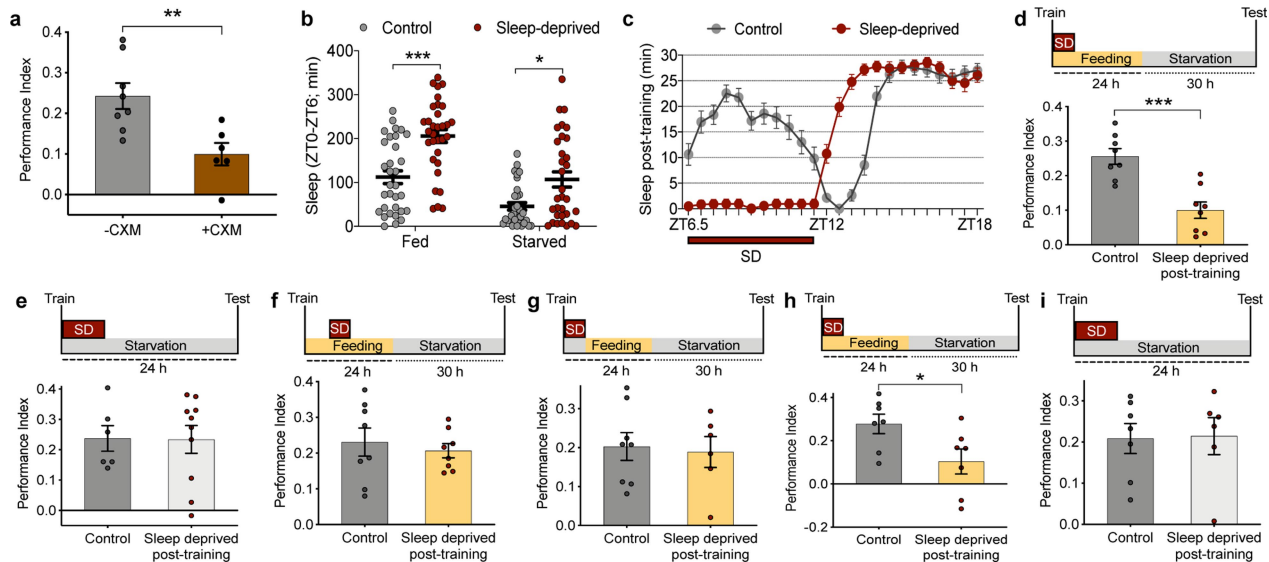 a
**
Performance Index
0.4
0.3
0.2
0.1
0.0
-CXM
+CXM
b
Control
Sleep-deprived
***
*
Sleep (ZT0-ZT6; min)
400
300
200
100
0
Fed
Starved
c
Control
Sleep-deprived
Sleep post-training (min)
30
25
20
15
10
5
0
ZT6.5
ZT12
ZT18
SD
d
Train
Test
SD
Feeding
Starvation
24 h
30 h
***
Performance Index
0.3
0.2
0.1
0.0
Control
Sleep deprived
post-training
e
Train
Test
SD
Starvation
24 h
Performance Index
0.4
0.3
0.2
0.1
0.0
Control
Sleep deprived
post-training
f
Train
Test
SD
Feeding
Starvation
24 h
30 h
Performance Index
0.4
0.3
0.2
0.1
0.0
Control
Sleep deprived
post-training
g
Train
Test
SD
Feeding
Starvation
24 h
30 h
Performance Index
0.3
0.2
0.1
0.0
Control
Sleep deprived
post-training
h
Train
Test
SD
Feeding
Starvation
24 h
30 h
*
Performance Index
0.4
0.2
0.0
-0.2
Control
Sleep deprived
post-training
i
Train
Test
SD
Starvation
24 h
Performance Index
0.3
0.2
0.1
0.0
Control
Sleep deprived
post-training